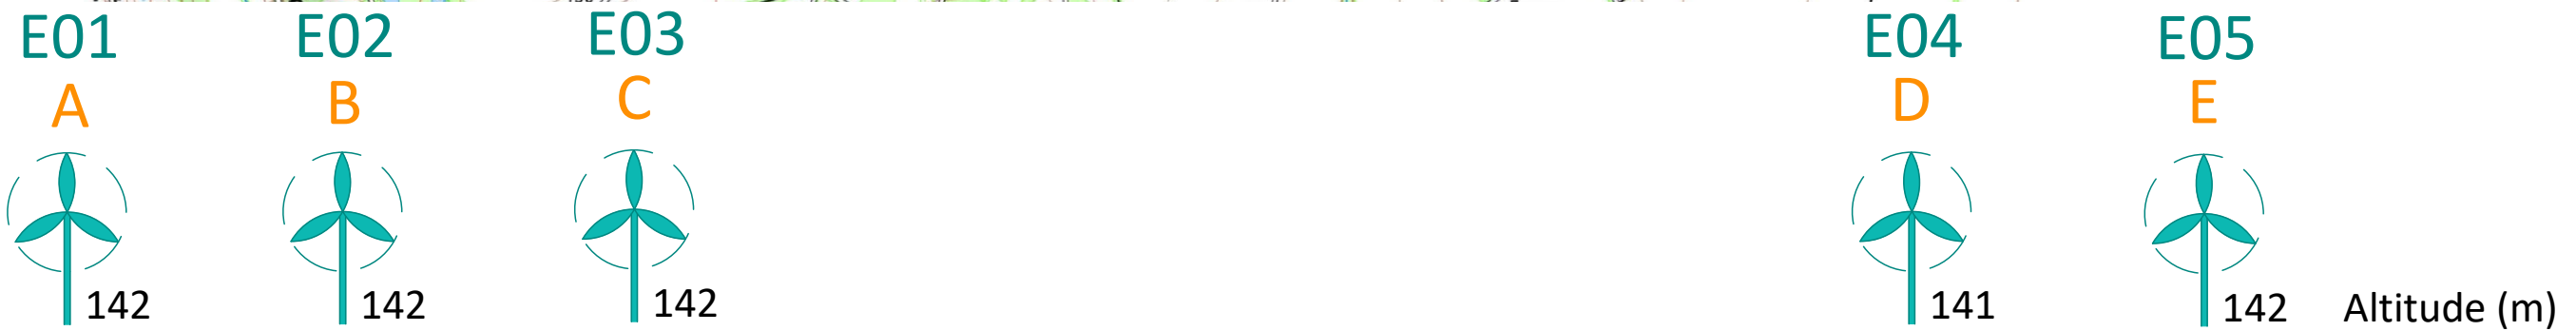 E01 E02 E03 E04 E05
A B C D E
142 142 142 141 142 Altitude (m)